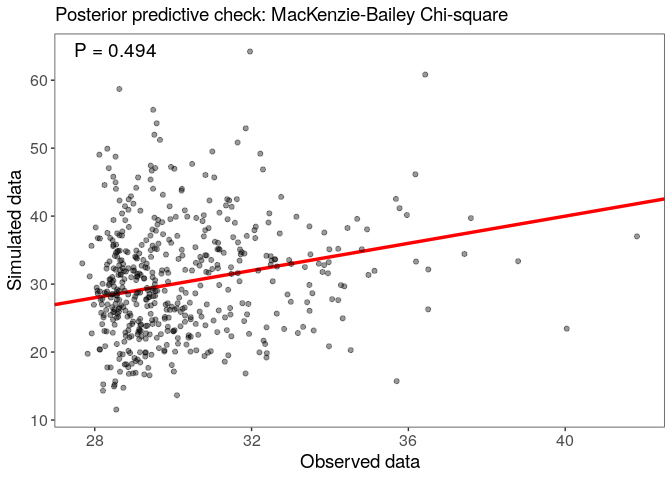 Posterior predictive check: MacKenzie-Bailey Chi-square
P = 0.494
60
50
40
30
20
10
Simulated data
28 32 36 40
Observed data